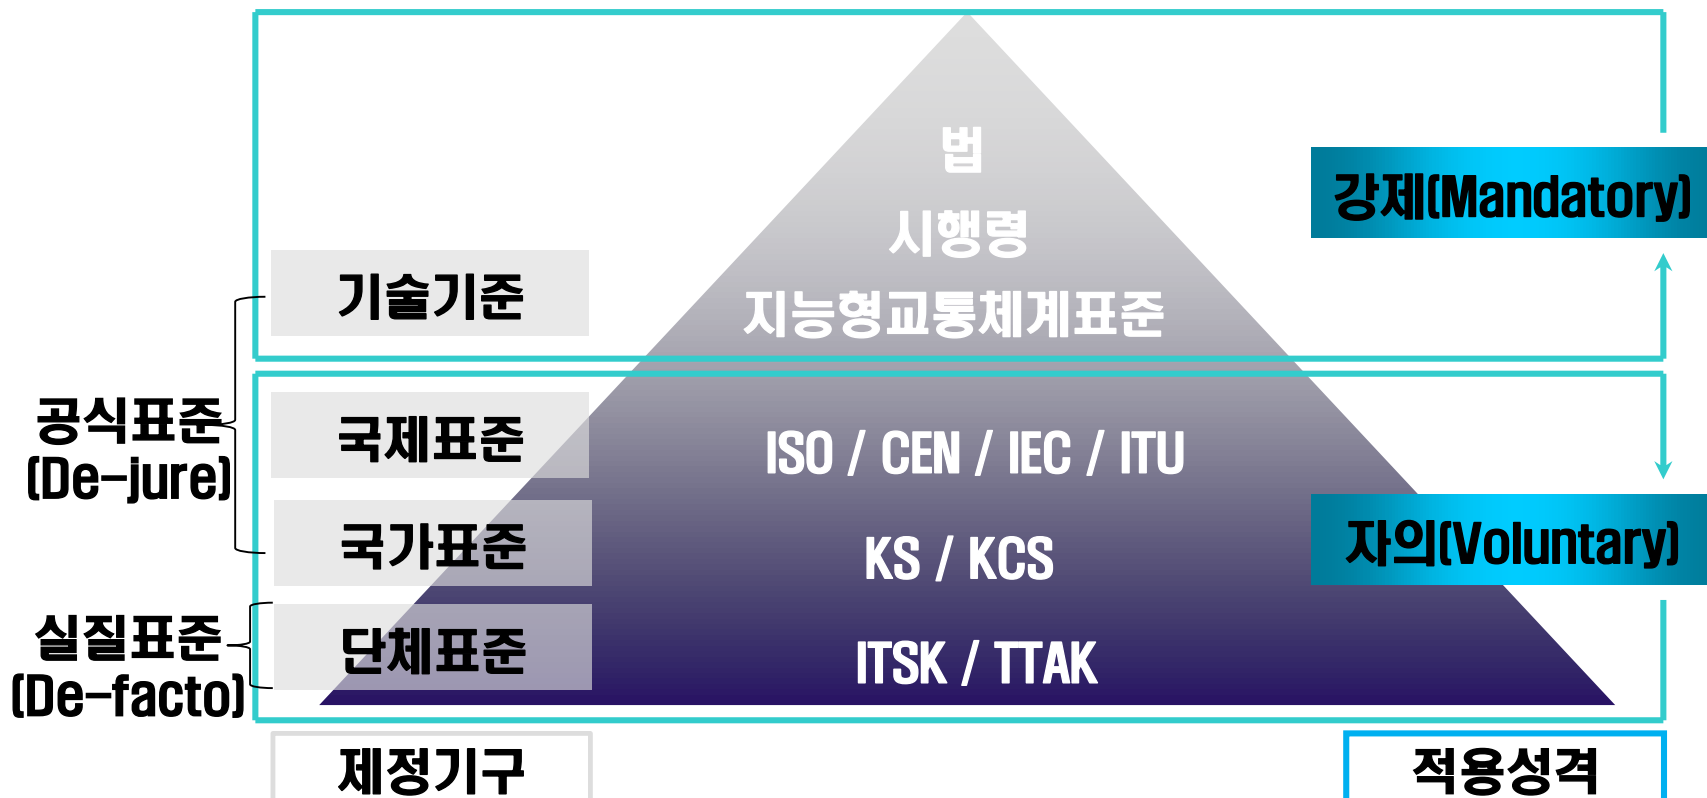 법
강제(Mandatory)
시행령
기술기준
지능형교통체계표준
공식표준
(De-jure)
국제표준
ISO / CEN / IEC / ITU
국가표준
KS / KCS
자의(Voluntary)
실질표준
(De-facto)
단체표준
ITSK / TTAK
제정기구
적용성격